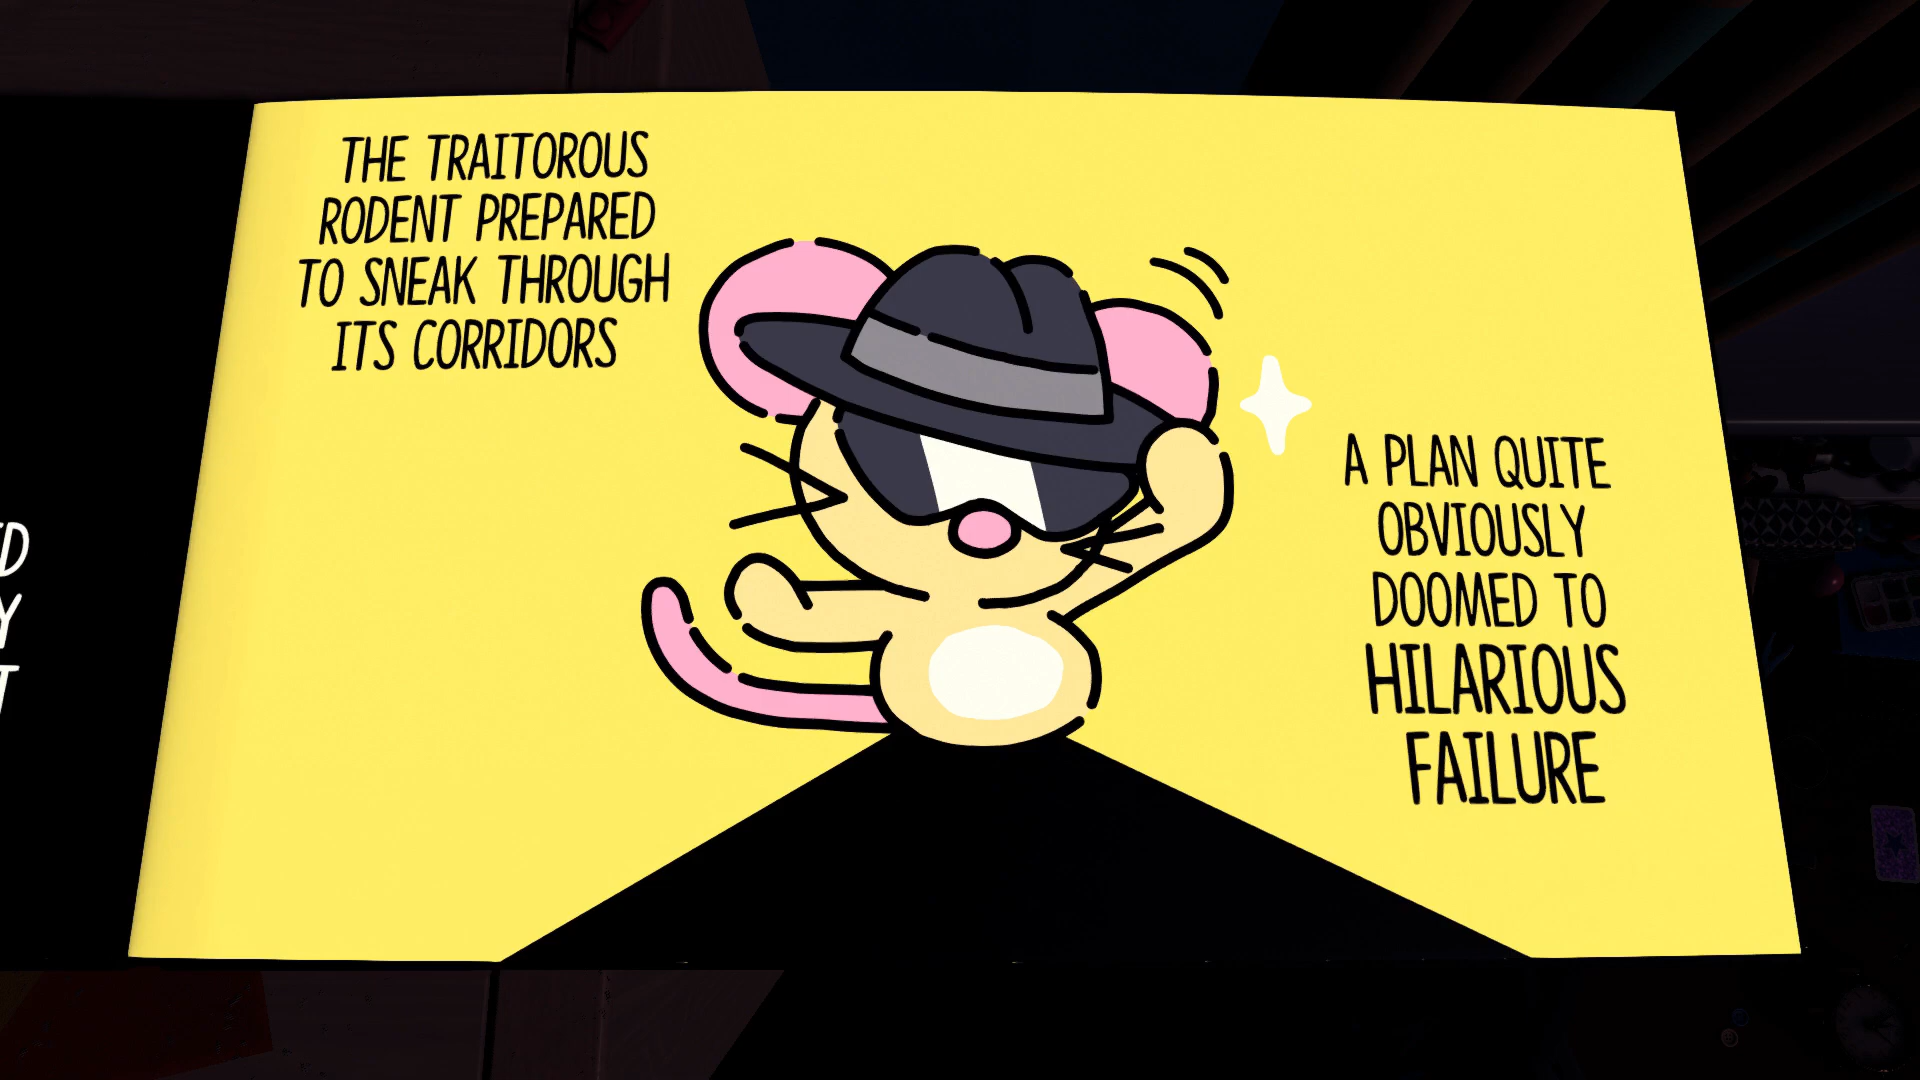 THE TRAITOROUS
RODENT PREPARED
TO SNEAK THROUGH
ITS CORRIDORS
A PLAN QUITE
OBVIOUSLY
DOOMED TO
HILARIOUS
FAILURE